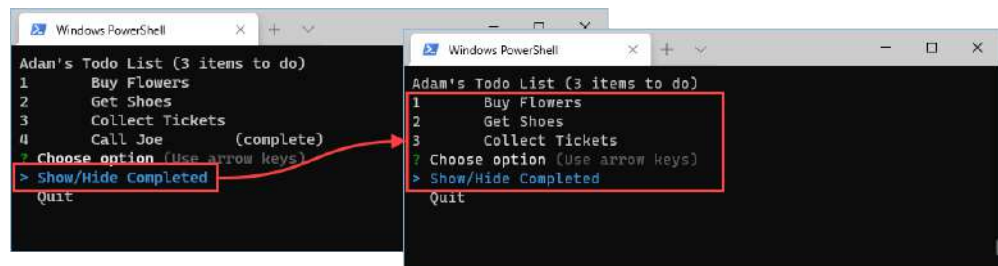 Windows PowerShell
Adam's Todo List (3 items to do)
1 Buy Flowers
2 Get Shoes
3 Collect Tickets
4 Call Joe (complete)
? Choose option (Use arrow keys)
> Show/Hide Completed
Quit
Windows PowerShell
Adam's Todo List (3 items to do)
1 Buy Flowers
2 Get Shoes
3 Collect Tickets
? Choose option (Use arrow keys)
> Show/Hide Completed
Quit